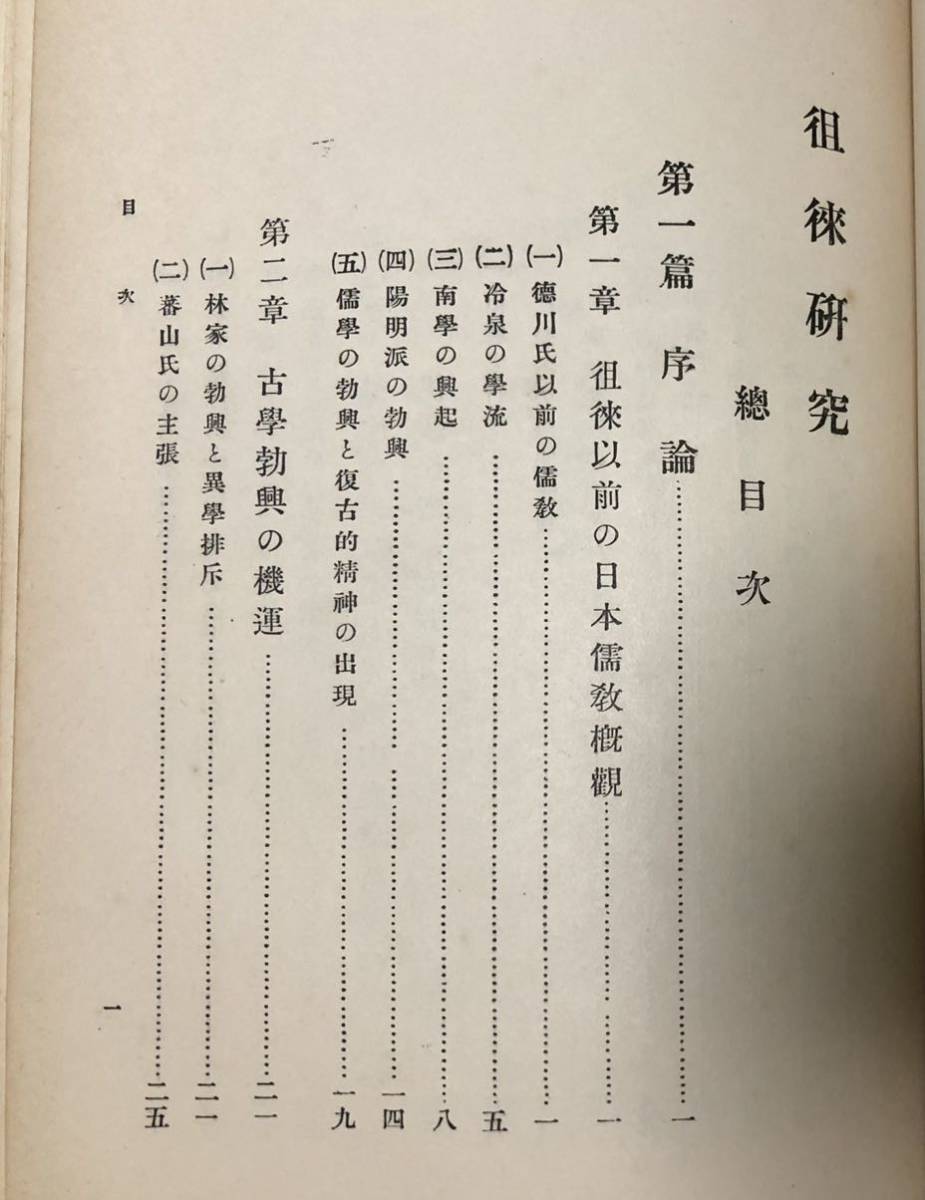 徂徠硏究
總目次
第一篇 序論………一
第一章 徂徠以前の日本儒敎槪觀………一
(一) 德川氏以前の儒敎………一
(二) 冷泉の學流………五
(三) 南學の興起………八
(四) 陽明派の勃興………一四
(五) 儒學の勃興と復古的精神の出現………一九
第二章 古學勃興の機運………二一
(一) 林家の勃興と異學排斥………二一
(二) 蕃山氏の主張………二五
目次
一